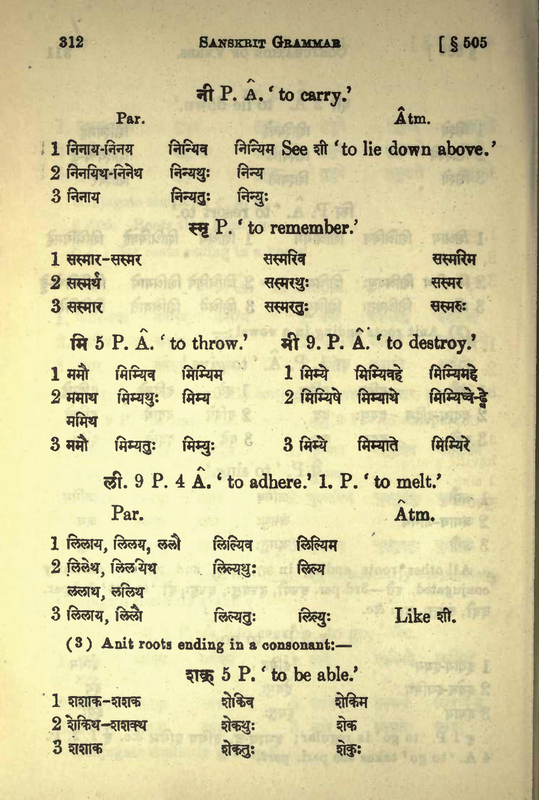 312 SANSKRIT GRAMMAR [ § 505
नी P. Â. ‘ to carry.’
Par. Âtm.
1 निनाय-निनय निन्यिव निन्यिम See शी ‘to lie down above.’
2 निनयिथ-निनेथ निन्यथुः निन्य
3 निनाय निन्यतुः निन्युः
स्मृ P. ‘ to remember.’
1 सस्मार-सस्मर सस्मरिव सस्मरिम
2 सस्मर्थ सस्मरथुः सस्मर
3 सस्मार सस्मरतुः सस्मरुः
मि 5 P. Â. ‘ to throw.’ मी 9. P. Â. ‘ to destroy.’
1 ममौ मिम्यिव मिम्यिम 1 मिम्ये मिम्यिवहे मिम्यिमहे
2 ममाथ मिम्यथुः मिम्य 2 मिम्यिषे मिम्याथे मिम्यिध्वे-ढ्वे
ममिथ
3 ममौ मिम्यतुः मिम्युः 3 मिम्ये मिम्याते मिम्यिरे
ली. 9 P. 4 Â. ‘ to adhere.’ 1. P. ‘ to melt.’
Par. Âtm.
1 लिलाय, लिलय, ललौ लिल्यिव लिल्यिम
2 लिलेथ, लिलयिथ लिल्यथुः लिल्य
ललाथ, ललिथ
3 लिलाय, लिलौ लिल्यतुः लिल्युः Like शी.
(3) Anit roots ending in a consonant:—
शक् 5 P. ‘ to be able.’
1 शशाक-शशक शेकिव शेकिम
2 शेकिथ-शशक्थ शेकथुः शेक
3 शशाक शेकतुः शेकुः